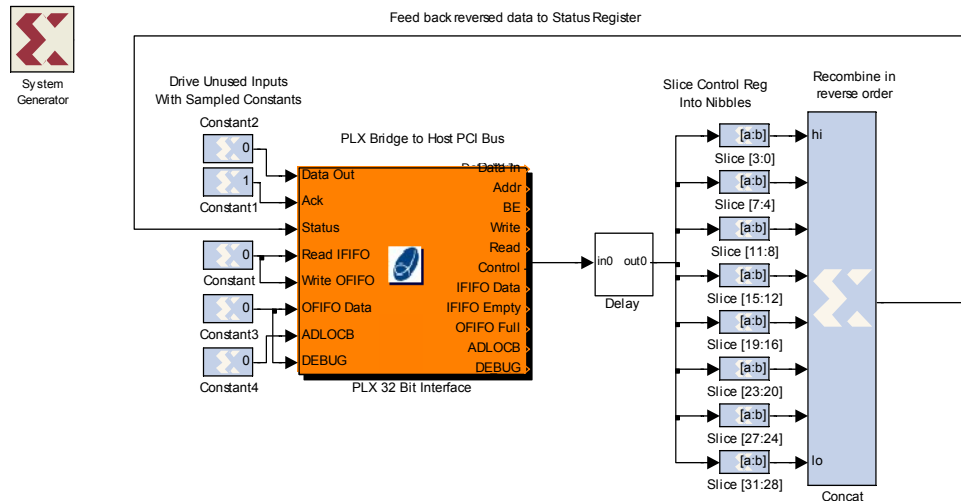 Feed back reversed data to Status Register
System
Generator
Drive Unused Inputs
With Sampled Constants
Constant2
0
1
Constant1
0
Constant
0
Constant3
0
Constant4
PLX Bridge to Host PCI Bus
Data Out
Ack
Status
Read IFIFO
Write OFIFO
OFIFO Data
ADLOCB
DEBUG
Data In
Addr
BE
Write
Read
Control
IFIFO Data
IFIFO Empty
OFIFO Full
ADLOCB
DEBUG
PLX 32 Bit Interface
in0 out0
Delay
Slice Control Reg
Into Nibbles
[a:b]
Slice [3:0]
[a:b]
Slice [7:4]
[a:b]
Slice [11:8]
[a:b]
Slice [15:12]
[a:b]
Slice [19:16]
[a:b]
Slice [23:20]
[a:b]
Slice [27:24]
[a:b]
Slice [31:28]
Recombine in
reverse order
hi
lo
Concat